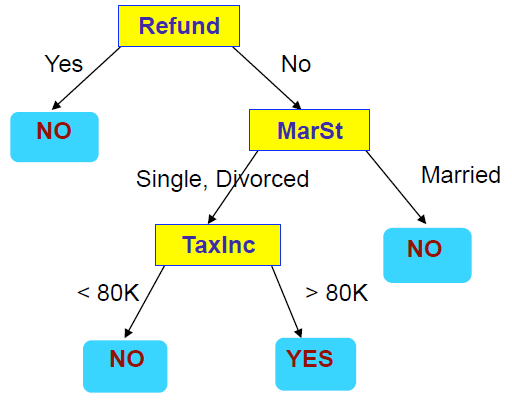 Refund
Yes
No
NO
MarSt
Single, Divorced
Married
TaxInc
NO
< 80K
> 80K
NO
YES